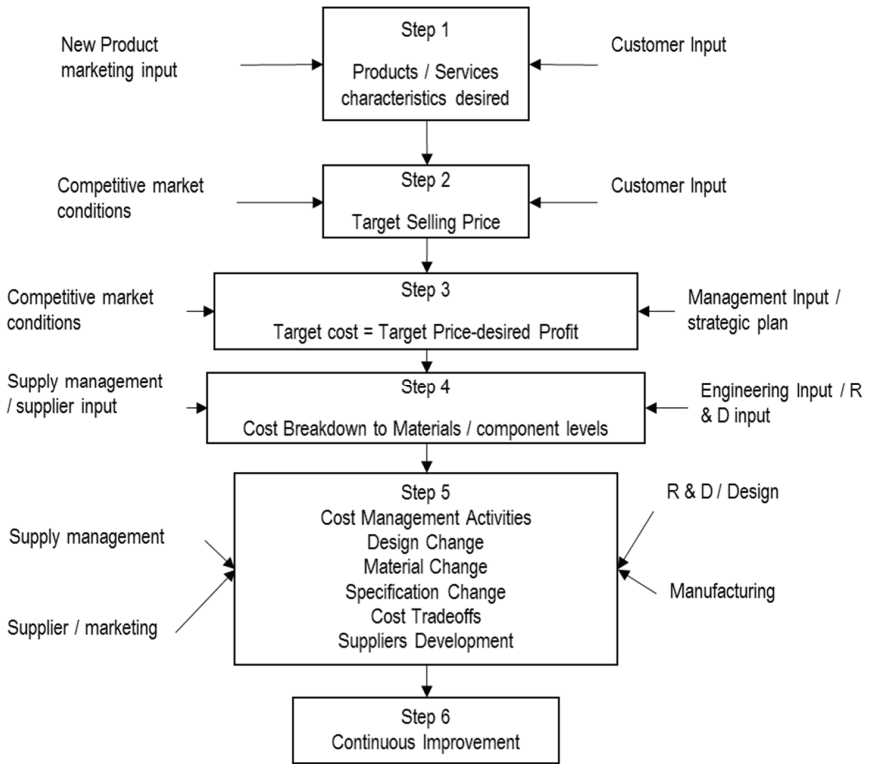 Step 1
New Product
marketing input
Products / Services
characteristics desired
Customer Input
Step 2
Competitive market
conditions
Target Selling Price
Customer Input
Step 3
Competitive market
conditions
Target cost = Target Price-desired Profit
Management Input /
strategic plan
Step 4
Supply management
/ supplier input
Cost Breakdown to Materials / component levels
Engineering Input / R
& D input
Step 5
Cost Management Activities
Design Change
Material Change
Specification Change
Cost Tradeoffs
Suppliers Development
Supply management
Supplier / marketing
R & D / Design
Manufacturing
Step 6
Continuous Improvement